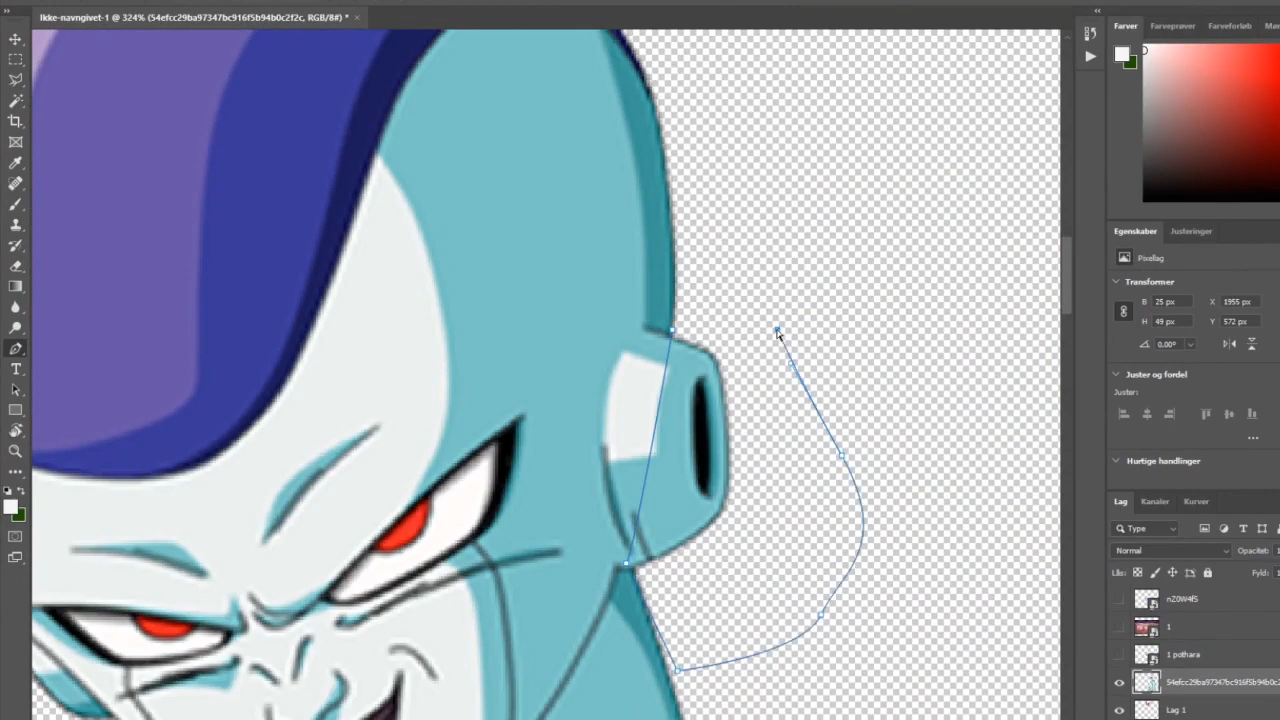 Ikke-navngivet-1 @ 324% (54efcc29ba97347bc916f5b94b0c2f2c, RGB/8#) *
Farver Farveprøver Farveforløb
Egenskaber Justeringer
Pixellag
Transformer
B 25 px X 1955 px
H 49 px Y 572 px
0,00°
Juster og fordel
Juster:
Hurtige handlinger
Lag Kanaler Kurver
Type
Normal Opacitet:
Lås: Fyld:
nZ0W4fS
1
1 pothara
54efcc29ba97347bc916f5b94b0c2
Lag 1